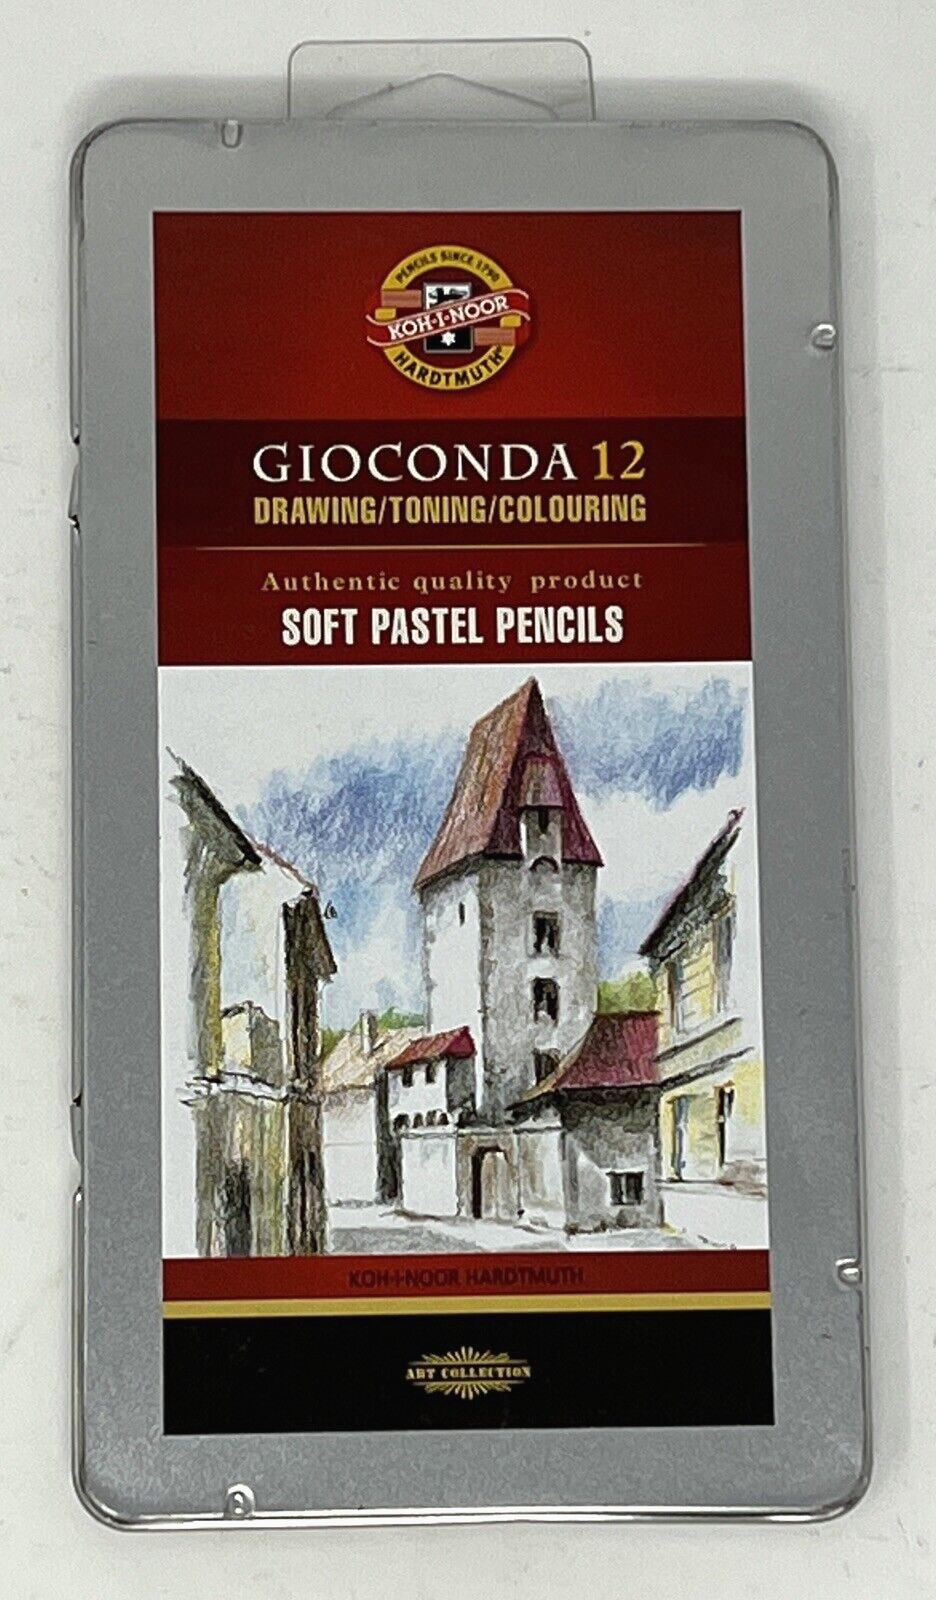 PENCILS SINCE 1790
KOH-I-NOOR
HARDTMUTH
GIOCONDA 12
DRAWING/TONING/COLOURING
Authentic quality product
SOFT PASTEL PENCILS
KOH-I-NOOR HARDTMUTH
ART COLLECTION